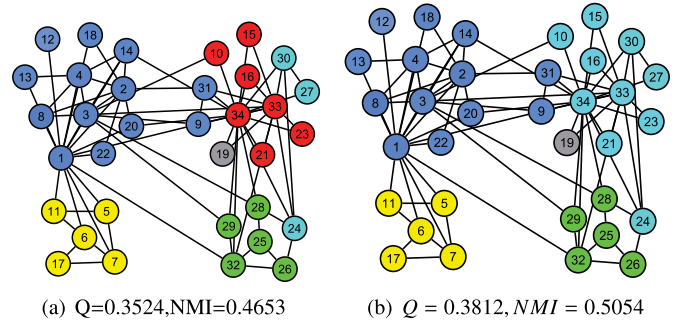 12 18 14 10 15 30
13 4 2 16 27
8 3 31 34 33 23
20 9
1 22 19 21
11 5 28
6 29 25 24
17 7 32 26
12 18 14 10 15 30
13 4 2 31 16 27
8 3 34 33 23
20 9
1 22 19 21
11 5 28
6 29 25 24
17 7 32 26
(a) Q=0.3524,NMI=0.4653
(b) Q = 0.3812, NMI = 0.5054